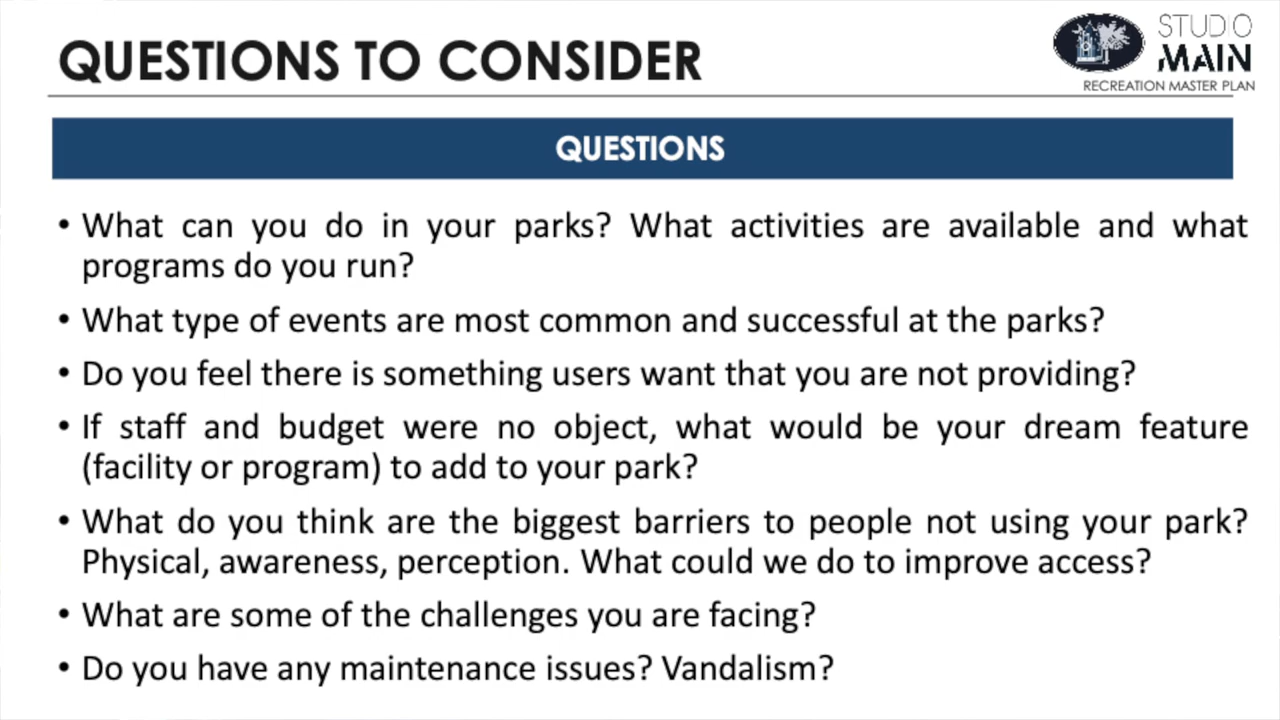 QUESTIONS TO CONSIDER
STUDIO
MAIN
RECREATION MASTER PLAN
QUESTIONS
• What can you do in your parks? What activities are available and what
programs do you run?
• What type of events are most common and successful at the parks?
• Do you feel there is something users want that you are not providing?
• If staff and budget were no object, what would be your dream feature
(facility or program) to add to your park?
• What do you think are the biggest barriers to people not using your park?
Physical, awareness, perception. What could we do to improve access?
• What are some of the challenges you are facing?
• Do you have any maintenance issues? Vandalism?